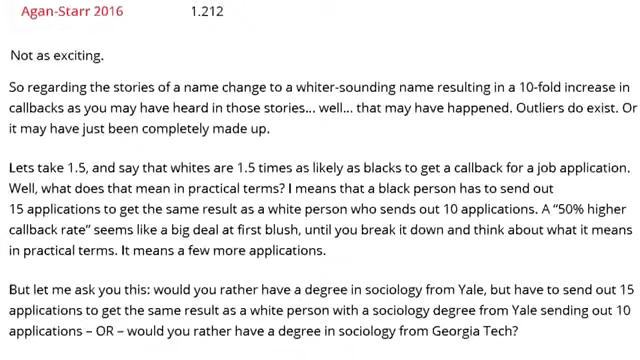 Agan-Starr 2016 1.212
Not as exciting.
So regarding the stories of a name change to a whiter-sounding name resulting in a 10-fold increase in
callbacks as you may have heard in those stories... well... that may have happened. Outliers do exist. Or
it may have just been completely made up.
Lets take 1.5, and say that whites are 1.5 times as likely as blacks to get a callback for a job application.
Well, what does that mean in practical terms? I means that a black person has to send out
15 applications to get the same result as a white person who sends out 10 applications. A “50% higher
callback rate” seems like a big deal at first blush, until you break it down and think about what it means
in practical terms. It means a few more applications.
But let me ask you this: would you rather have a degree in sociology from Yale, but have to send out 15
applications to get the same result as a white person with a sociology degree from Yale sending out 10
applications – OR – would you rather have a degree in sociology from Georgia Tech?